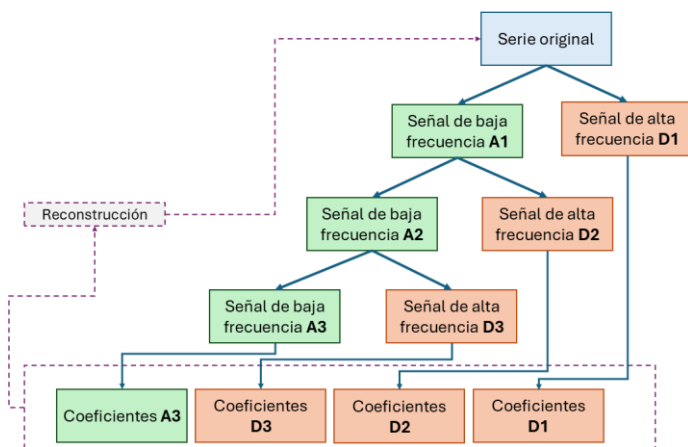 Serie original
Señal de baja
frecuencia A1
Señal de alta
frecuencia D1
Reconstrucción
Señal de baja
frecuencia A2
Señal de alta
frecuencia D2
Señal de baja
frecuencia A3
Señal de alta
frecuencia D3
Coeficientes A3
Coeficientes
D3
Coeficientes
D2
Coeficientes
D1